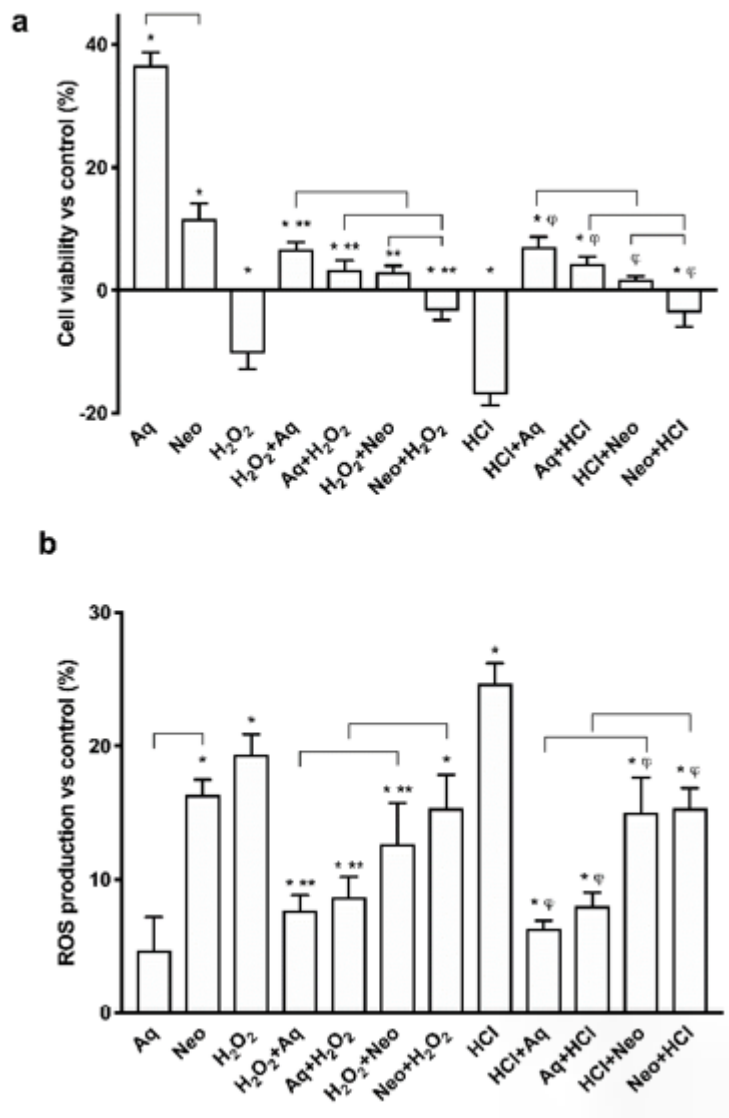 a
Cell viability vs control (%)
40
20
0
-20
*
*
*
* **
* **
**
* **
*
* φ
* φ
φ
* φ
Aq
Neo
H₂O₂
H₂O₂+Aq
Aq+H₂O₂
H₂O₂+Neo
Neo+H₂O₂
HCl
HCl+Aq
Aq+HCl
HCl+Neo
Neo+HCl
b
ROS production vs control (%)
30
20
10
0
*
*
* **
* **
* **
*
*
* φ
* φ
* φ
* φ
Aq
Neo
H₂O₂
H₂O₂+Aq
Aq+H₂O₂
H₂O₂+Neo
Neo+H₂O₂
HCl
HCl+Aq
Aq+HCl
HCl+Neo
Neo+HCl